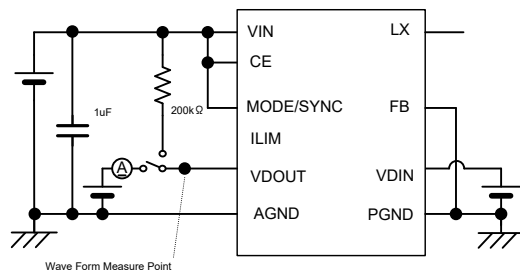 VIN
LX
CE
1uF
200kΩ
MODE/SYNC
FB
ILIM
A
VDOUT
VDIN
AGND
PGND
Wave Form Measure Point